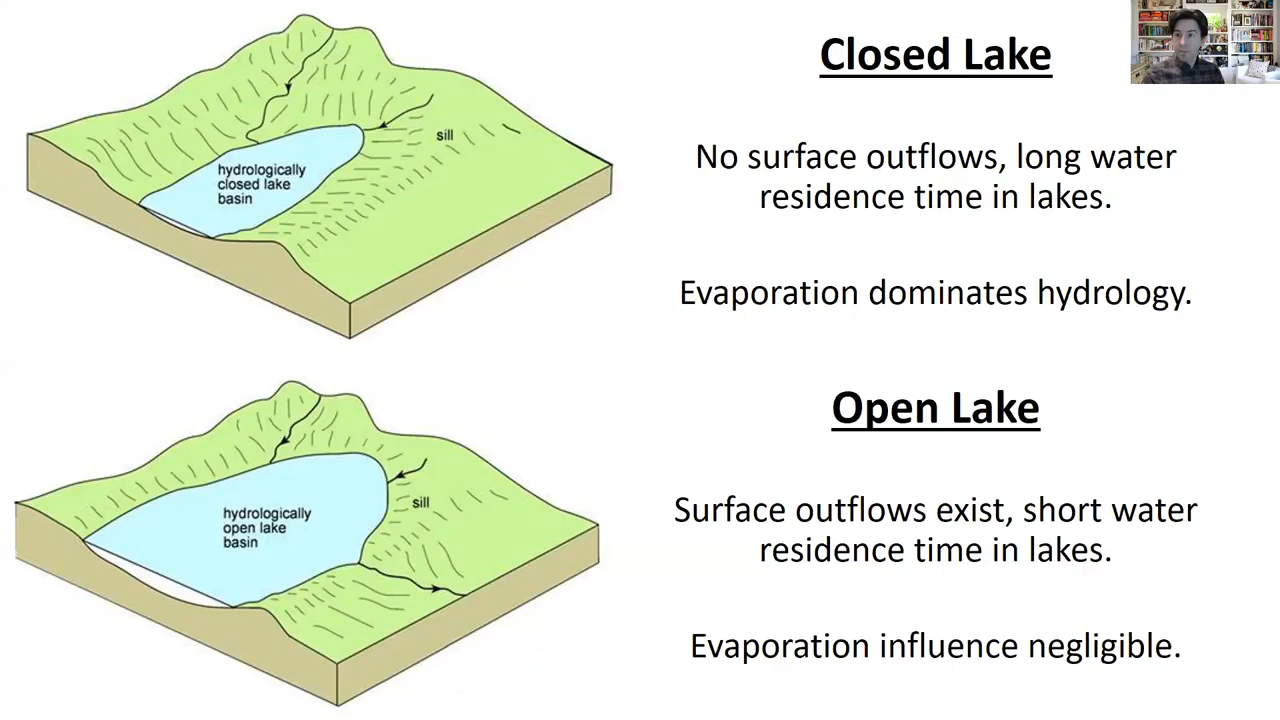 Closed Lake
No surface outflows, long water
residence time in lakes.
Evaporation dominates hydrology.
sill
hydrologically
closed lake
basin
Open Lake
Surface outflows exist, short water
residence time in lakes.
Evaporation influence negligible.
sill
hydrologically
open lake
basin